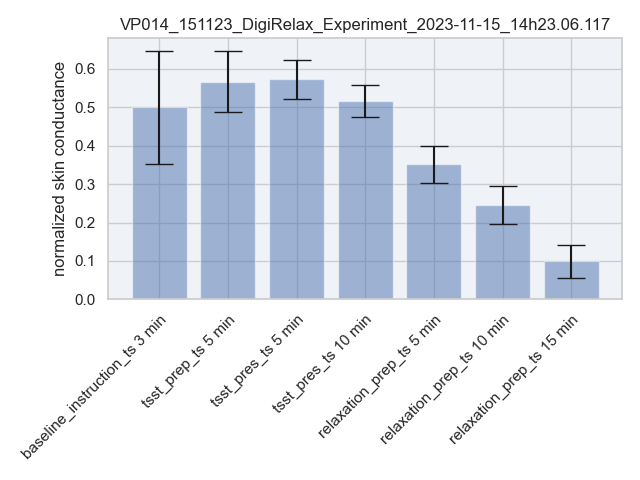 VP014_151123_DigiRelax_Experiment_2023-11-15_14h23.06.117
normalized skin conductance
0.6
0.5
0.4
0.3
0.2
0.1
0.0
baseline_instruction_ts 3 min
tsst_prep_ts 5 min
tsst_pres_ts 5 min
tsst_pres_ts 10 min
relaxation_prep_ts 5 min
relaxation_prep_ts 10 min
relaxation_prep_ts 15 min